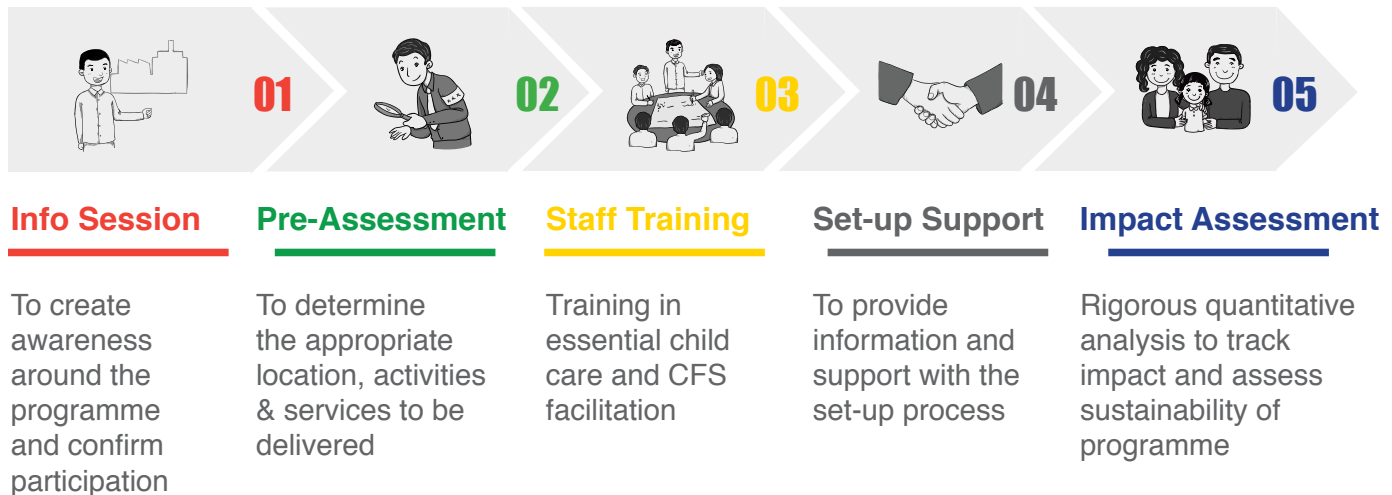 01
02
03
04
05
Info Session
To create
awareness
around the
programme
and confirm
participation
Pre-Assessment
To determine
the appropriate
location, activities
& services to be
delivered
Staff Training
Training in
essential child
care and CFS
facilitation
Set-up Support
To provide
information and
support with the
set-up process
Impact Assessment
Rigorous quantitative
analysis to track
impact and assess
sustainability of
programme